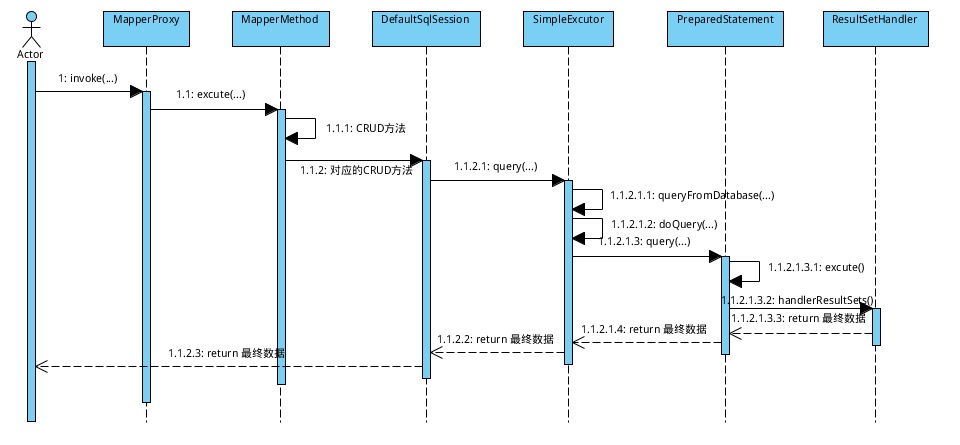 MapperProxy
MapperMethod
DefaultSqlSession
SimpleExcutor
PreparedStatement
ResultSetHandler
Actor
1: invoke(...)
1.1: excute(...)
1.1.1: CRUD方法
1.1.2: 对应的CRUD方法
1.1.2.1: query(...)
1.1.2.1.1: queryFromDatabase(...)
1.1.2.1.2: doQuery(...)
1.1.2.1.3: query(...)
1.1.2.1.3.1: excute()
1.1.2.1.3.2: handlerResultSets()
1.1.2.1.3.3: return 最终数据
1.1.2.1.4: return 最终数据
1.1.2.2: return 最终数据
1.1.2.3: return 最终数据